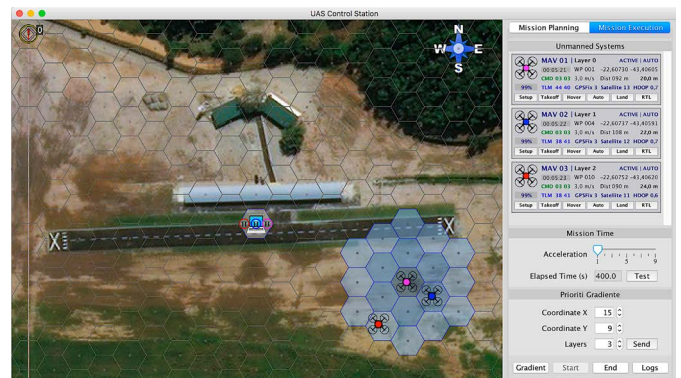 UAS Control Station
0
N
W E
S
X X
Mission Planning Mission Execution
Unmanned Systems
MAV 01 | Layer 0 ACTIVE | AUTO
00:05:21 WP 001 -22,60730 -43,40605
CMD 03 03 3,0 m/s Dist 092 m 20,0 m
99% TLM 44 40 GPSFix 3 Satellite 13 HDOP 0,7
Setup Takeoff Hover Auto Land RTL
MAV 02 | Layer 1 ACTIVE | AUTO
00:05:22 WP 004 -22,60737 -43,40591
CMD 03 03 3,0 m/s Dist 108 m 22,0 m
99% TLM 38 41 GPSFix 3 Satellite 12 HDOP 0,7
Setup Takeoff Hover Auto Land RTL
MAV 03 | Layer 2 ACTIVE | AUTO
00:05:23 WP 010 -22,60752 -43,40620
CMD 03 03 3,0 m/s Dist 090 m 24,0 m
99% TLM 38 41 GPSFix 3 Satellite 11 HDOP 0,6
Setup Takeoff Hover Auto Land RTL
Mission Time
Acceleration
1 5 9
Elapsed Time (s) 400.0 Test
Prioriti Gradiente
Coordinate X 15
Coordinate Y 9
Layers 3 Send
Gradient Start End Logs